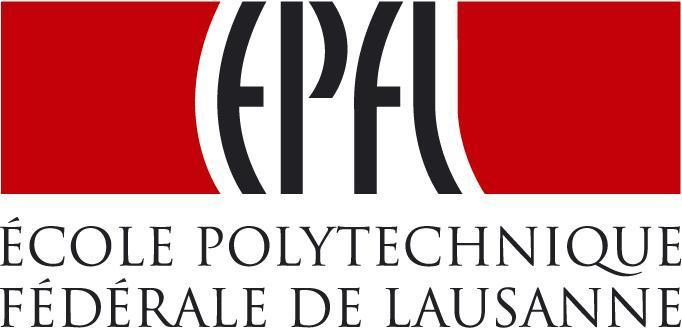 EPFL
ÉCOLE POLYTECHNIQUE
FÉDÉRALE DE LAUSANNE